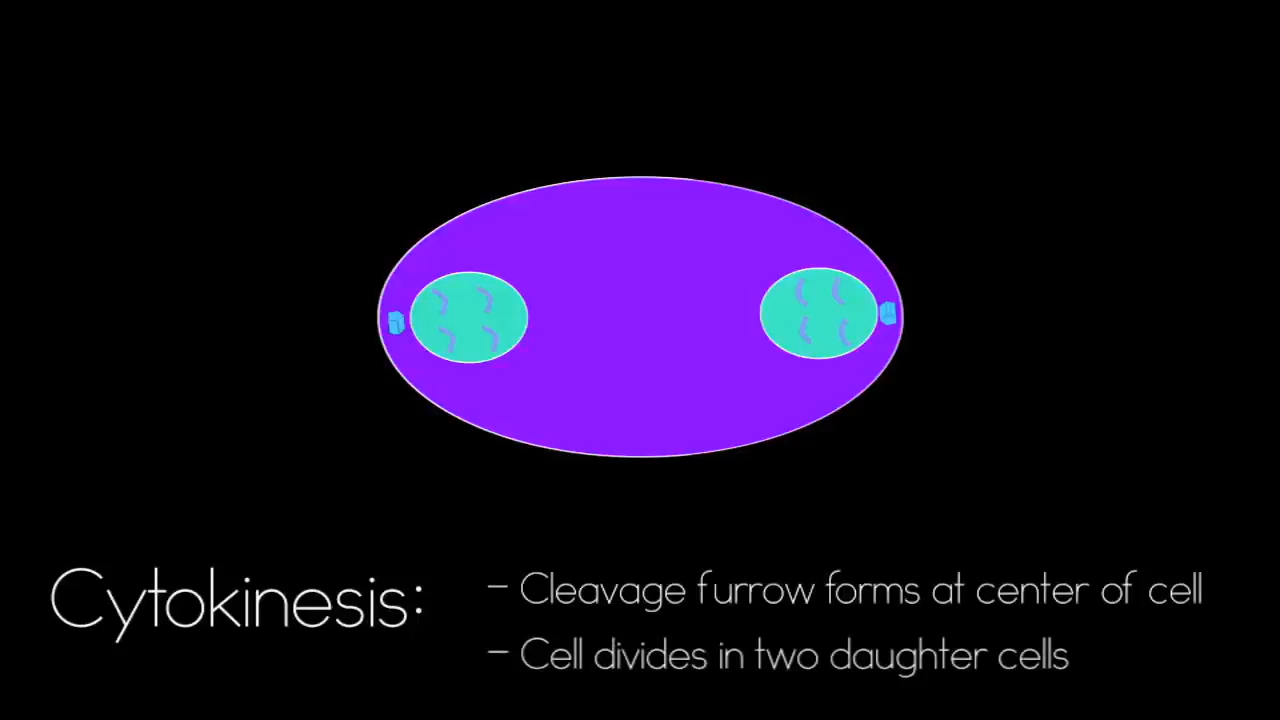 Cytokinesis:
- Cleavage furrow forms at center of cell
- Cell divides in two daughter cells